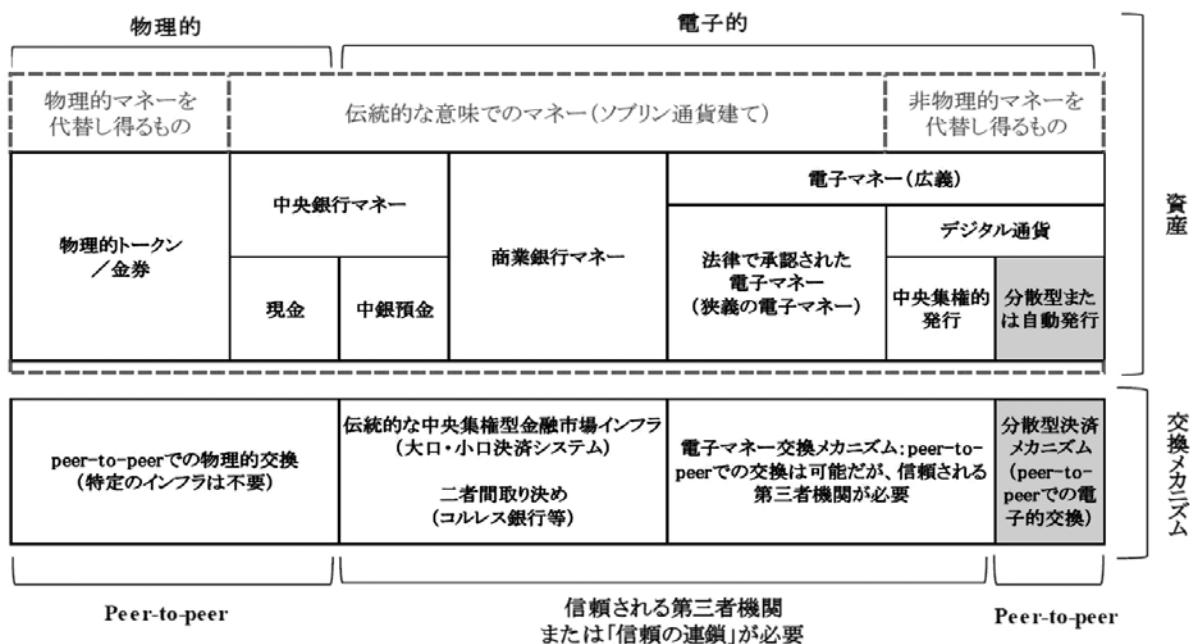 物理的
電子的
物理的マネーを
代替し得るもの
伝統的な意味でのマネー（ソブリン通貨建て）
非物理的マネーを
代替し得るもの
物理的トークン
／金券
中央銀行マネー
現金
中銀預金
商業銀行マネー
電子マネー（広義）
法律で承認された
電子マネー
（狭義の電子マネー）
デジタル通貨
中央集権的
発行
分散型また
は自動発行
資産
peer-to-peerでの物理的交換
（特定のインフラは不要）
伝統的な中央集権型金融市場インフラ
（大口・小口決済システム）
二者間取り決め
（コルレス銀行等）
電子マネー交換メカニズム：peer-to-
peerでの交換は可能だが、信頼される
第三者機関が必要
分散型決済
メカニズム
（peer-to-
peerでの電
子的交換）
交換メカニズム
Peer-to-peer
信頼される第三者機関
または「信頼の連鎖」が必要
Peer-to-peer